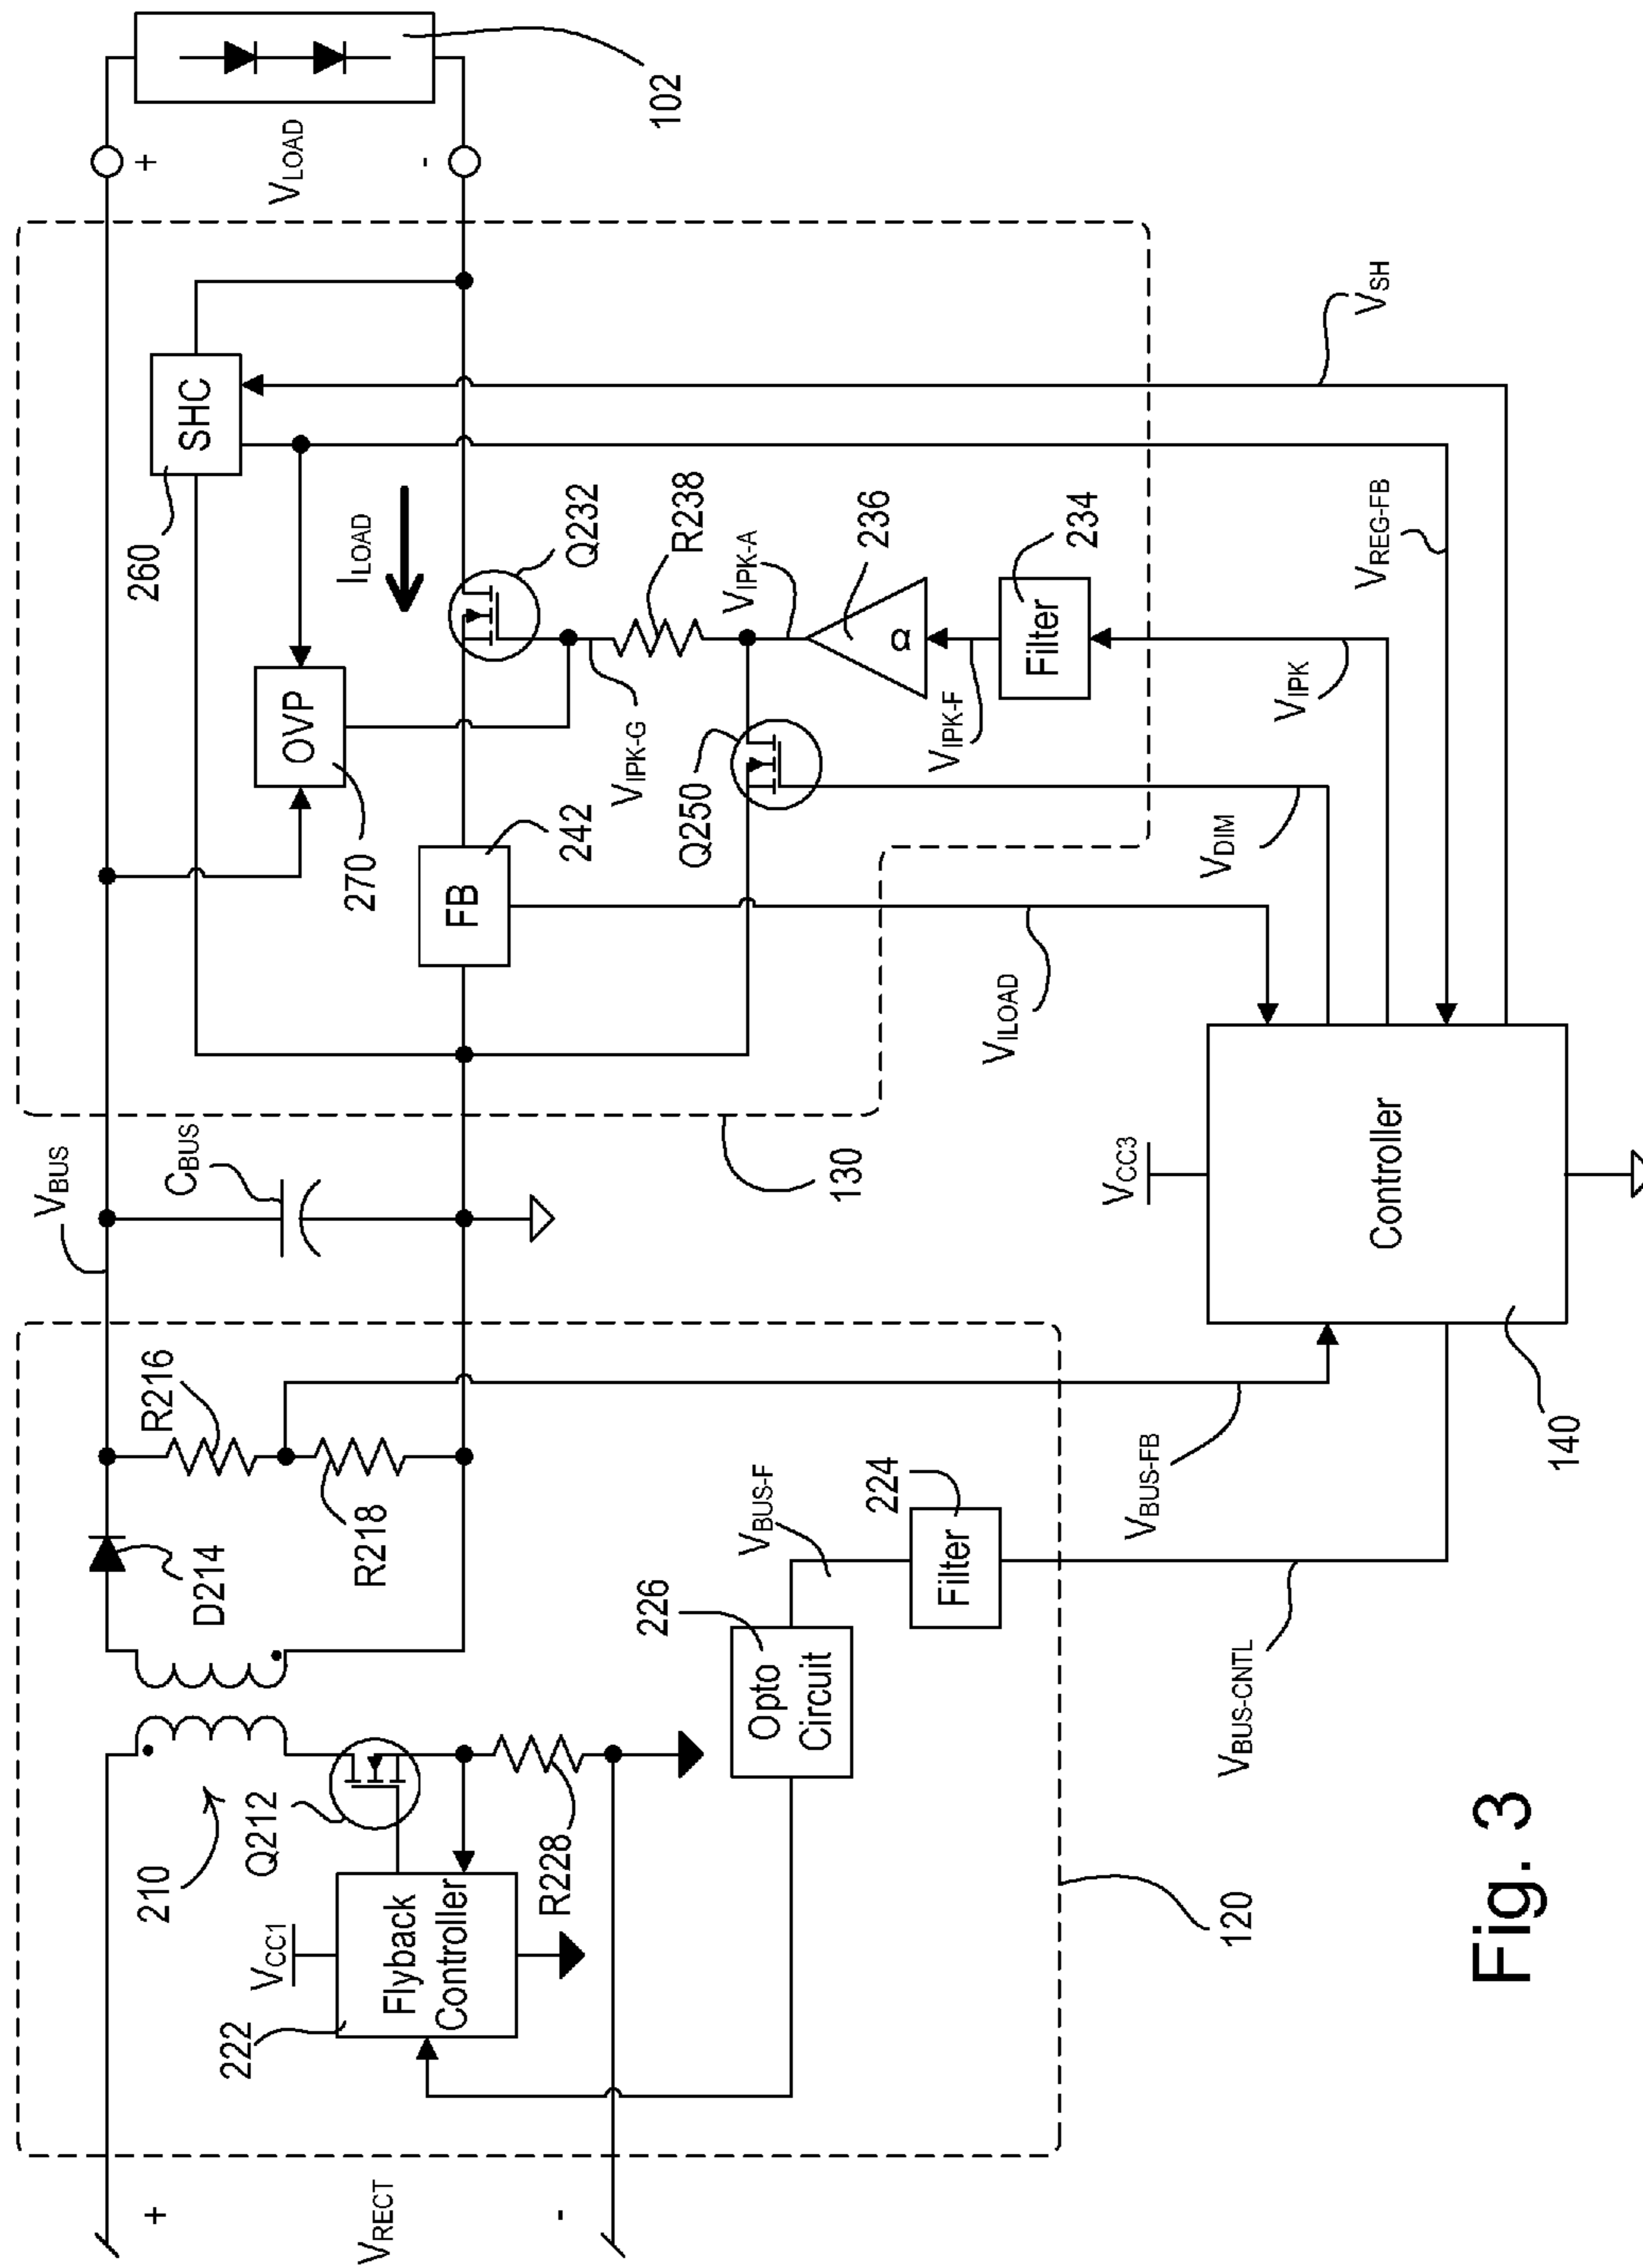 VRECT
+
-
120
222
VCC1
Flyback
Controller
210
Q212
R228
D214
R216
R218
226
Opto
Circuit
VBUS-F
224
Filter
VBUS-CNTL
VBUS-FB
VBUS
CBUS
130
VCC3
Controller
140
VILOAD
VDIM
VIPK
VREG-FB
VSH
270
OVP
260
SHC
242
FB
ILOAD
Q232
VIPK-G
R238
VIPK-A
Q250
236
α
VIPK-F
234
Filter
+
VLOAD
-
102
Fig. 3